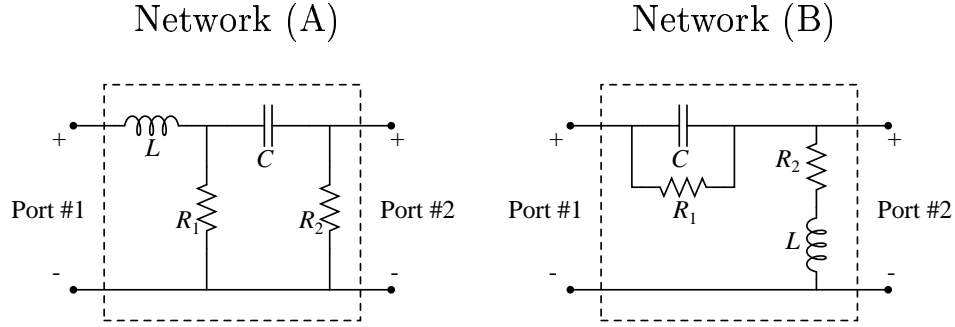 Network (A)
Network (B)
+
L
C
+
Port #1
R1
R2
Port #2
-
-
+
C
R1
R2
+
Port #1
L
Port #2
-
-